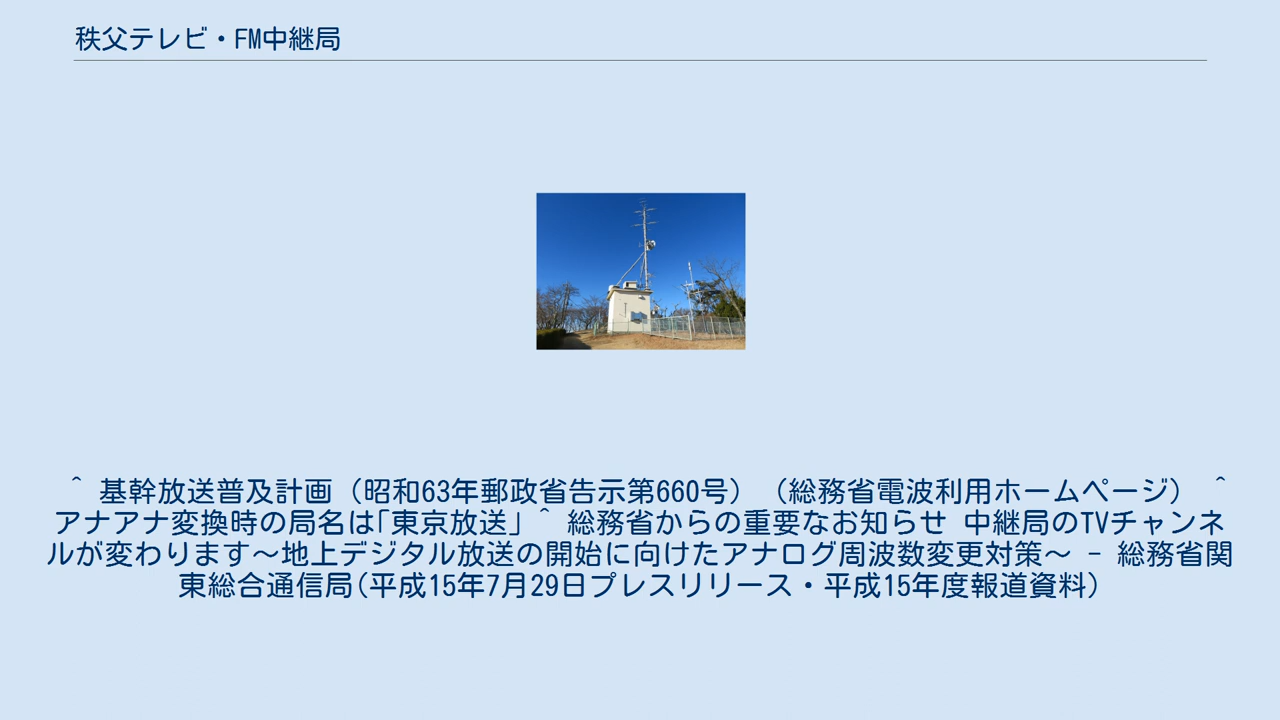 秩父テレビ・FM中継局
^ 基幹放送普及計画（昭和63年郵政省告示第660号）（総務省電波利用ホームページ） ^
アナアナ変換時の局名は｢東京放送」^ 総務省からの重要なお知らせ 中継局のTVチャンネ
ルが変わります～地上デジタル放送の開始に向けたアナログ周波数変更対策～ - 総務省関
東総合通信局(平成15年7月29日プレスリリース・平成15年度報道資料)